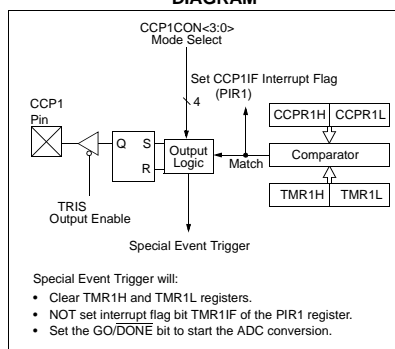 DIAGRAM
CCP1CON<3:0>
Mode Select
Set CCP1IF Interrupt Flag
(PIR1)
CCP1
Pin
4
CCPR1H CCPR1L
Q S
R
Output
Logic
Match
Comparator
TRIS
Output Enable
TMR1H TMR1L
Special Event Trigger
Special Event Trigger will:
• Clear TMR1H and TMR1L registers.
• NOT set interrupt flag bit TMR1IF of the PIR1 register.
• Set the GO/DONE bit to start the ADC conversion.